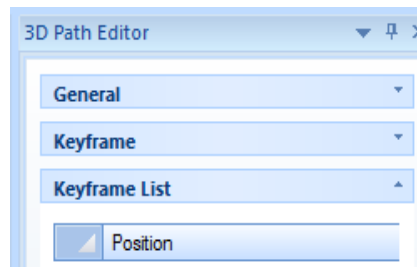 3D Path Editor
General
Keyframe
Keyframe List
Position